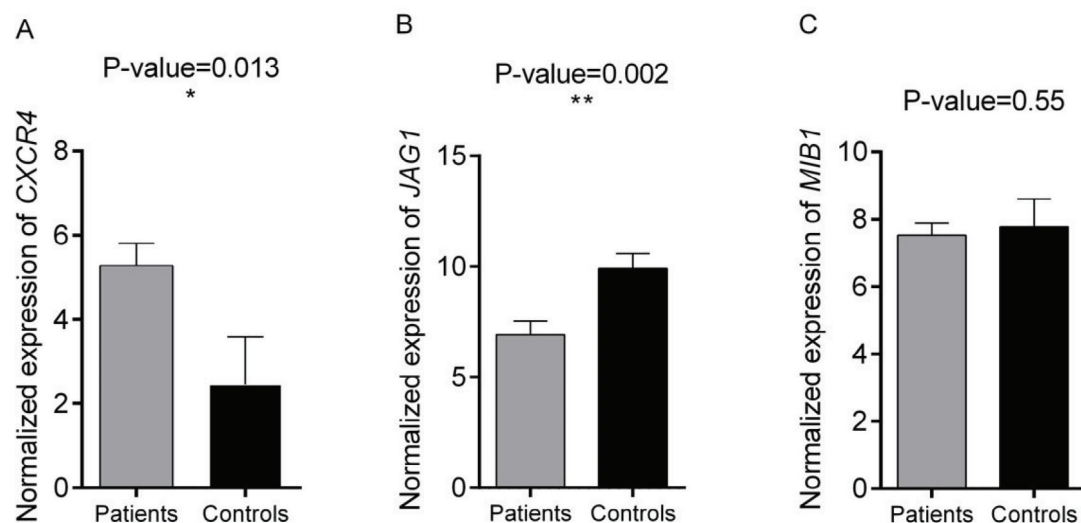 A
P-value=0.013
*
Normalized expression of CXCR4
8
6
4
2
0
Patients Controls
B
P-value=0.002
**
Normalized expression of JAG1
15
10
5
0
Patients Controls
C
P-value=0.55
Normalized expression of MIB1
10
8
6
4
2
0
Patients Controls